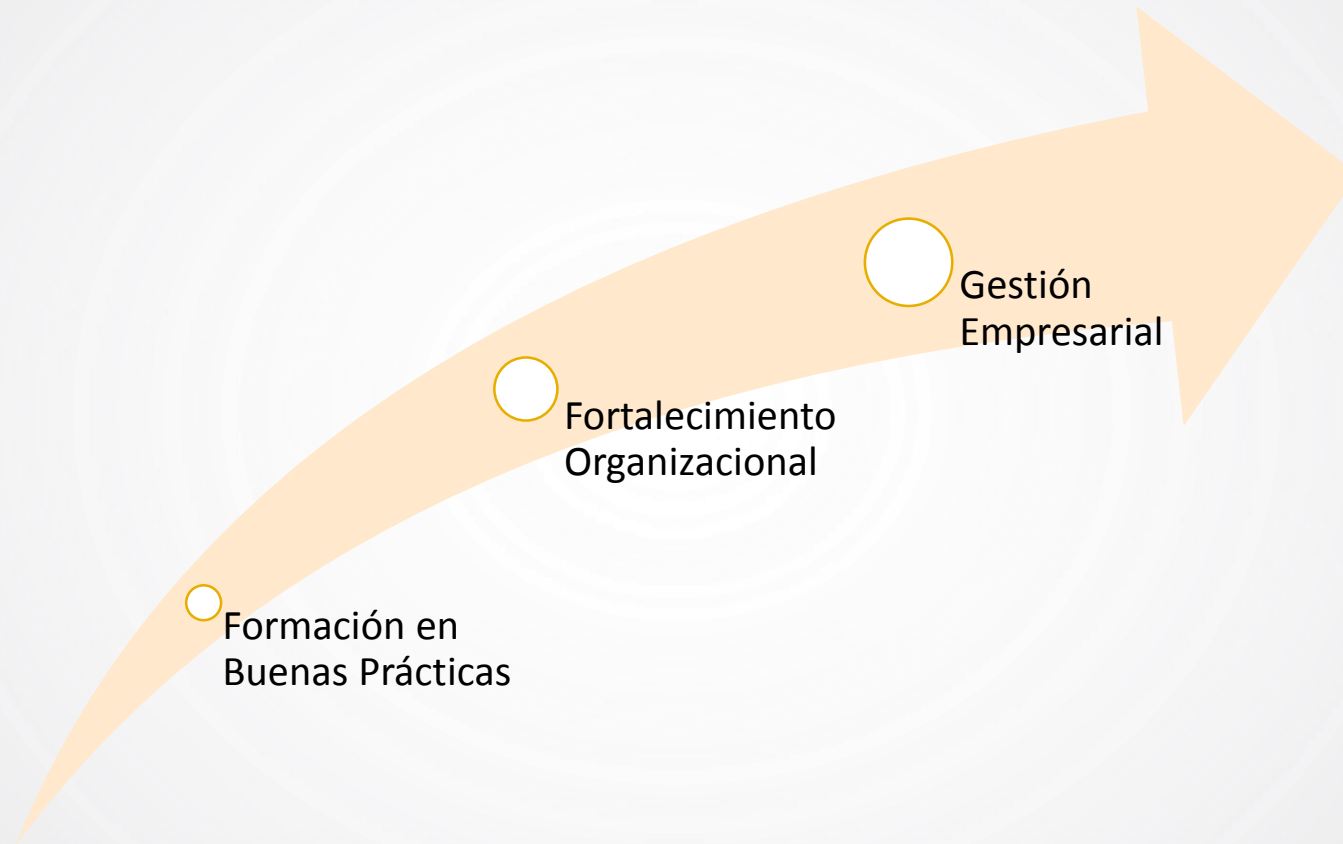 Gestión
Empresarial
Fortalecimiento
Organizacional
Formación en
Buenas Prácticas